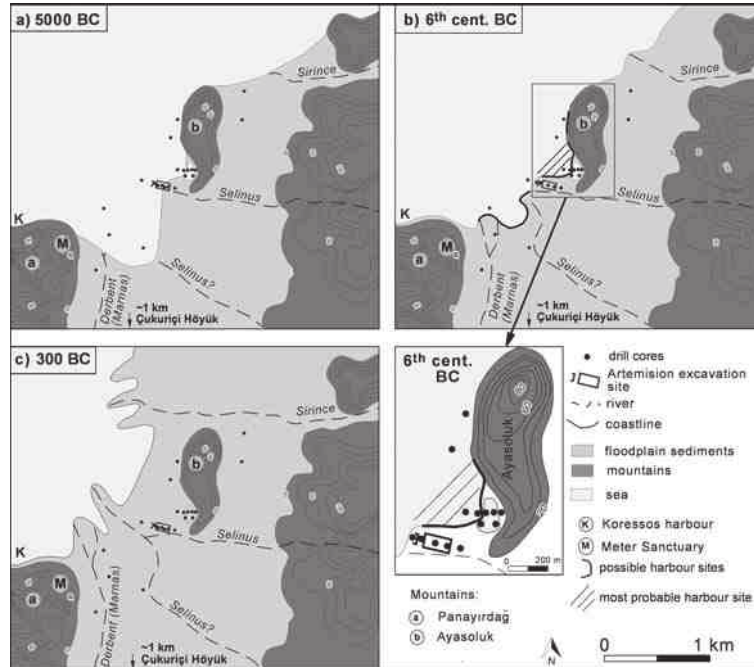 a) 5000 BC
Sirince
b
Selinus
K
M
a
Selinus?
Derbent
(Marnas)
~1 km
Çukuriçi Höyük
b) 6th cent. BC
Sirince
b
Selinus
K
M
a
Selinus?
Derbent
(Marnas)
~1 km
Çukuriçi Höyük
c) 300 BC
Sirince
b
Selinus
K
M
a
Selinus?
Derbent (Marnas)
~1 km
Çukuriçi Höyük
6th cent.
BC
Ayasoluk
0 200 m
drill cores
Artemision excavation
site
river
coastline
floodplain sediments
mountains
sea
K Koressos harbour
M Meter Sanctuary
possible harbour sites
most probable harbour site
Mountains:
a Panayırdağ
b Ayasoluk
N
0 1 km